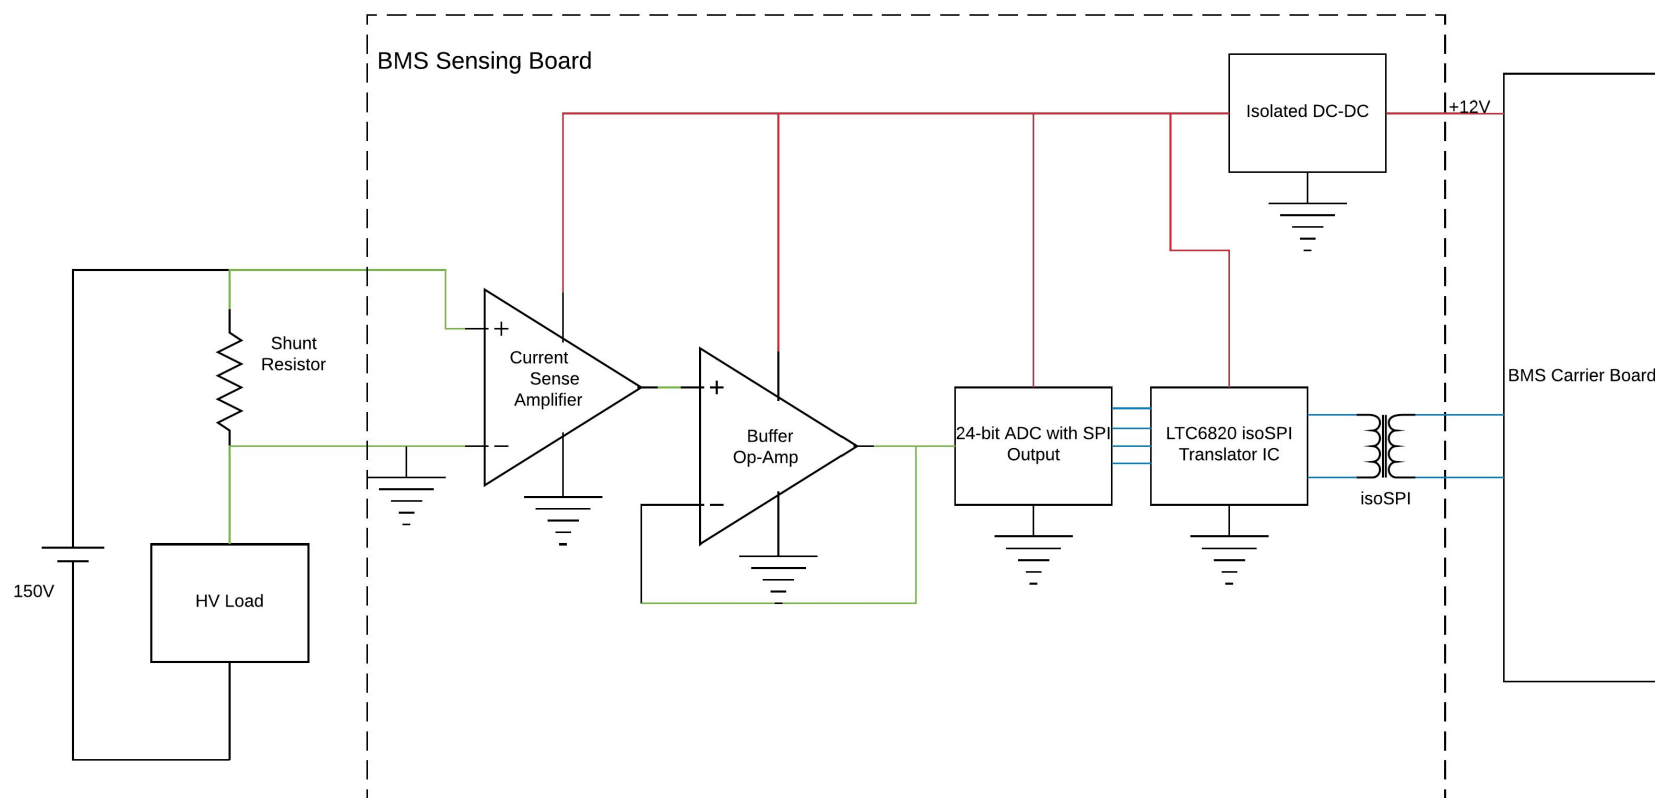 BMS Sensing Board
Isolated DC-DC
+12V
Shunt
Resistor
+
Current
Sense
Amplifier
−
+
Buffer
Op-Amp
−
24-bit ADC with SPI
Output
LTC6820 isoSPI
Translator IC
isoSPI
BMS Carrier Board
150V
HV Load